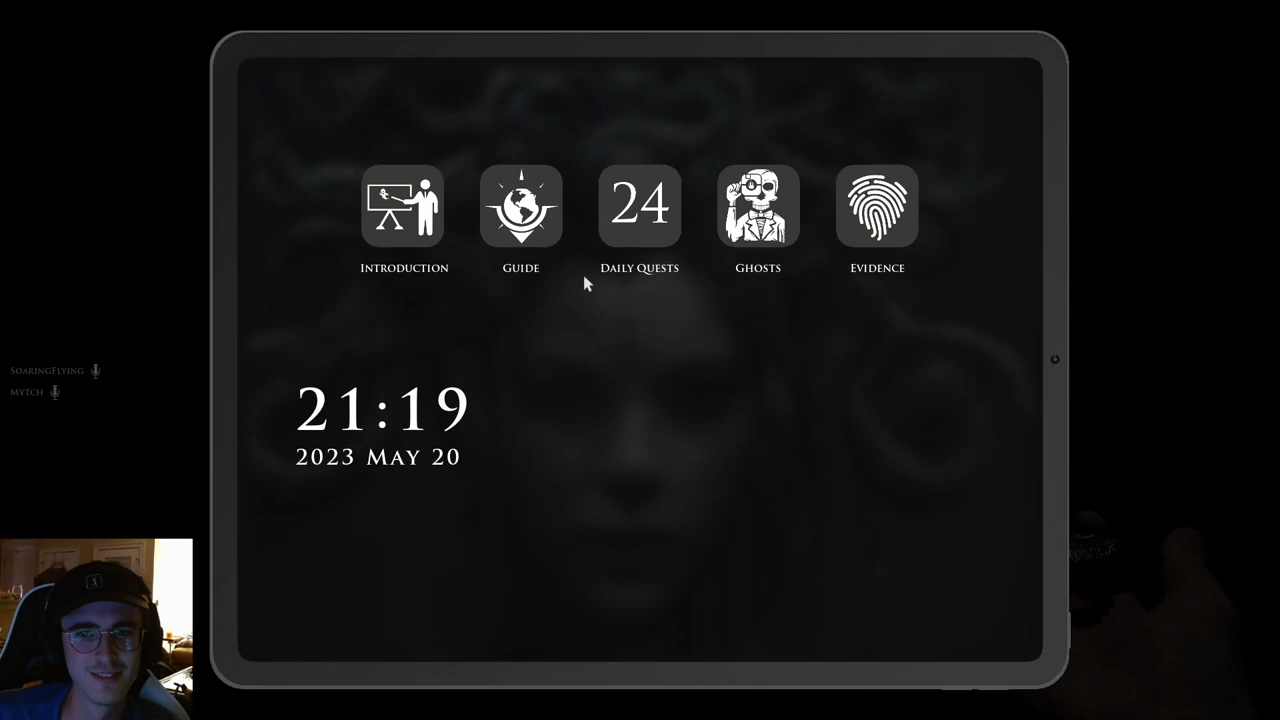 24
INTRODUCTION GUIDE DAILY QUESTS GHOSTS EVIDENCE
SOARINGFLYING
MYTCH
21:19
2023 MAY 20